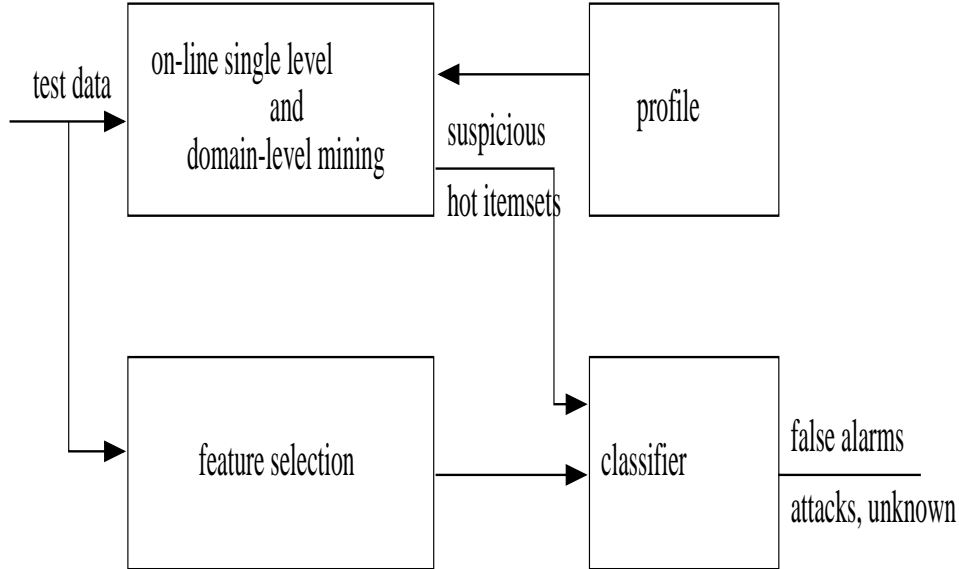 test data
on-line single level
and
domain-level mining
suspicious
hot itemsets
profile
feature selection
classifier
false alarms
attacks, unknown